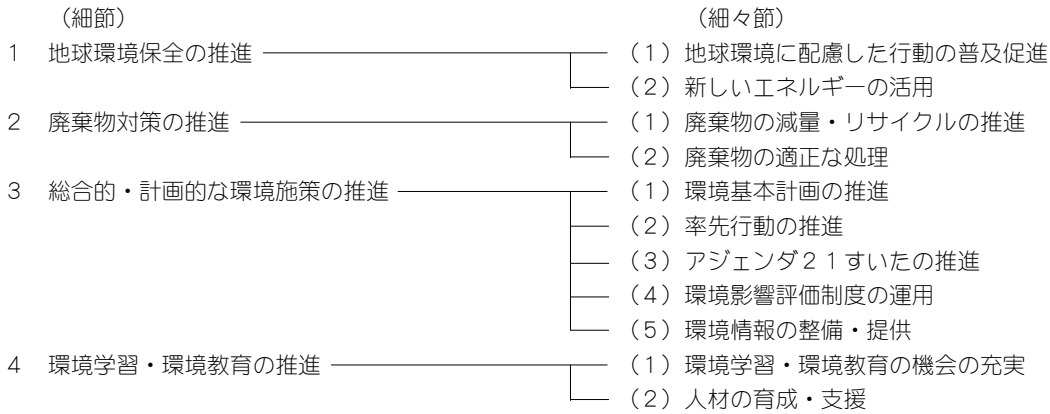 （細節） （細々節）
1 地球環境保全の推進 （1）地球環境に配慮した行動の普及促進
（2）新しいエネルギーの活用
2 廃棄物対策の推進 （1）廃棄物の減量・リサイクルの推進
（2）廃棄物の適正な処理
3 総合的・計画的な環境施策の推進 （1）環境基本計画の推進
（2）率先行動の推進
（3）アジェンダ２１すいたの推進
（4）環境影響評価制度の運用
（5）環境情報の整備・提供
4 環境学習・環境教育の推進 （1）環境学習・環境教育の機会の充実
（2）人材の育成・支援